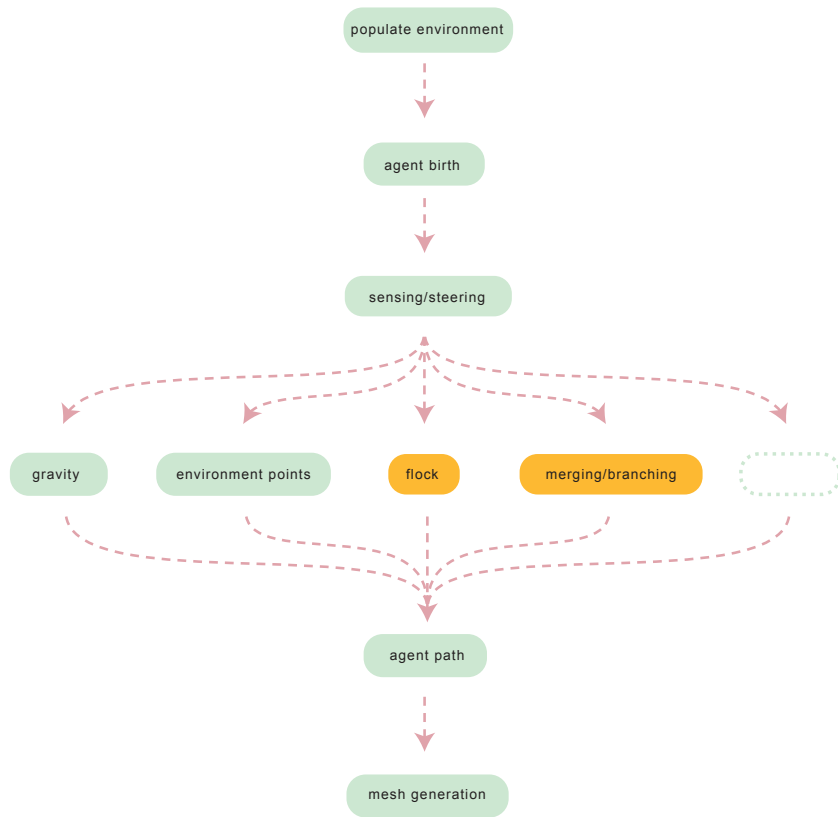 populate environment
agent birth
sensing/steering
gravity
environment points
flock
merging/branching
agent path
mesh generation